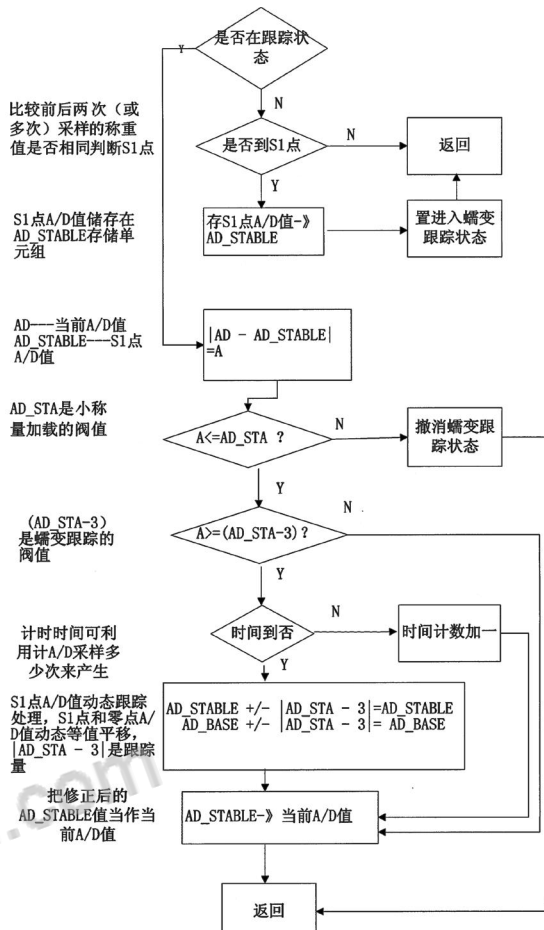 是否在跟踪状
态
Y
N
比较前后两次（或
多次）采样的称重
值是否相同判断S1点
是否到S1点
N
返回
Y
S1点A/D值储存在
AD_STABLE存储单
元组
存S1点A/D值-》
AD_STABLE
置进入蠕变
跟踪状态
AD---当前A/D值
AD_STABLE---S1点
A/D值
|AD - AD_STABLE|
=A
AD_STA是小称
量加载的阀值
A<=AD_STA ？
N
撤消蠕变跟
踪状态
Y
N
(AD_STA-3)
是蠕变跟踪的
阀值
A>=(AD_STA-3)？
Y
计时时间可利
用计A/D采样多
少次来产生
时间到否
N
时间计数加一
Y
S1点A/D值动态跟踪
处理，S1点和零点A/
D值动态等值平移，
|AD_STA - 3|是跟踪
量
AD_STABLE +/- |AD_STA - 3|=AD_STABLE
AD_BASE +/- |AD_STA - 3|= AD_BASE
把修正后的
AD_STABLE值当作当
前A/D值
AD_STABLE-》当前A/D值
返回